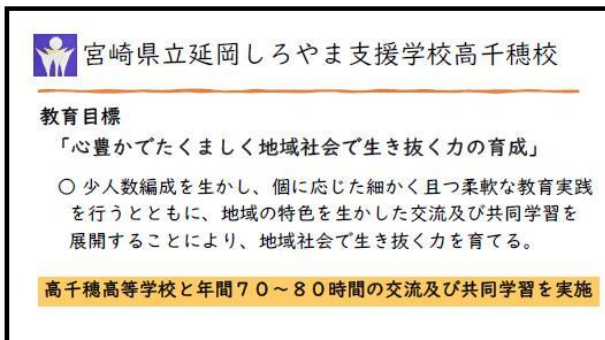 宮崎県立延岡しろやま支援学校高千穂校
教育目標
「心豊かでたくましく地域社会で生き抜く力の育成」
○ 少人数編成を生かし、個に応じた細かく且つ柔軟な教育実践
を行うとともに、地域の特色を生かした交流及び共同学習を
展開することにより、地域社会で生き抜く力を育てる。
高千穂高等学校と年間７０～８０時間の交流及び共同学習を実施